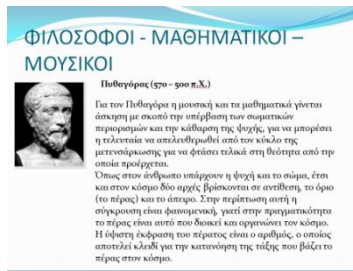 ΦΙΛΟΣΟΦΟΙ - ΜΑΘΗΜΑΤΙΚΟΙ –
ΜΟΥΣΙΚΟΙ
Πυθαγόρος (570 – 500 π.Χ.)
Για τον Πυθαγόρα η μουσική και τα μαθηματικά γίνεται
άσκηση με σκοπό την υπέρβαση των σωματικών
περιορισμών και την κάθαρση της ψυχής, για να μπορέσει
η τελευταία να απελευθερωθεί από τον κύκλο της
μετενσάρκωσης για να φτάσει τελικά στη θεότητα από την
οποία προέρχεται.
Όπως στον άνθρωπο υπάρχουν η ψυχή και το σώμα, έτσι
και στον κόσμο δύο αρχές βρίσκονται σε αντίθεση, το όριο
(το πέρας) και το άπειρο. Στην περίπτωση αυτή η
σύγκρουση είναι φαινομενική, γιατί στην πραγματικότητα
το πέρας είναι αυτό που διοικεί και οργανώνει τον κόσμο.
Η ύψιστη έκφραση του πέρατος είναι ο αριθμός, ο οποίος
αποτελεί κλειδί για την κατανόηση της τάξης που βάζει το
πέρας στον κόσμο.